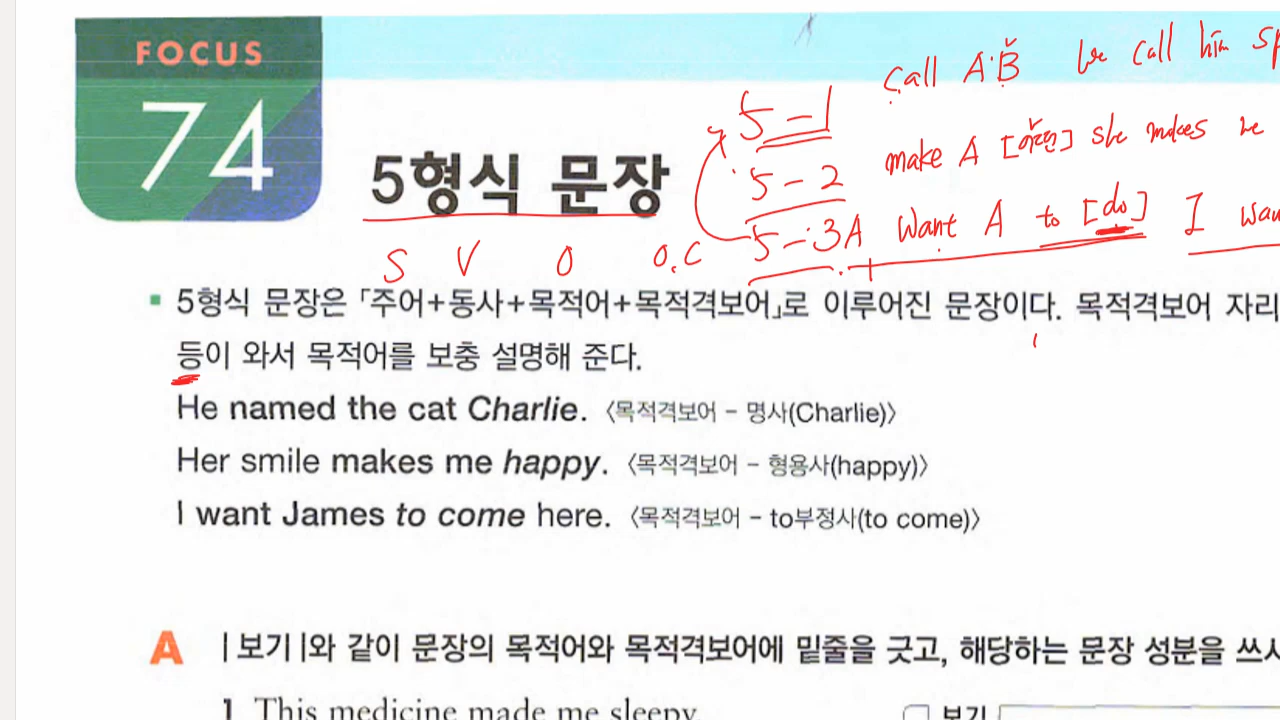 FOCUS
74
5형식 문장
5-1 call A B we call him
5-2 make A [어떤] she makes me
5-3A want A to [do] I
S V O O.C
5형식 문장은 「주어+동사+목적어+목적격보어」로 이루어진 문장이다. 목적격보어 자리
등이 와서 목적어를 보충 설명해 준다.
He named the cat Charlie. 〈목적격보어 – 명사(Charlie)〉
Her smile makes me happy. 〈목적격보어 – 형용사(happy)〉
I want James to come here. 〈목적격보어 – to부정사(to come)〉
A |보기|와 같이 문장의 목적어와 목적격보어에 밑줄을 긋고, 해당하는 문장 성분을 쓰시
1 This medicine made me sleepy.
보기